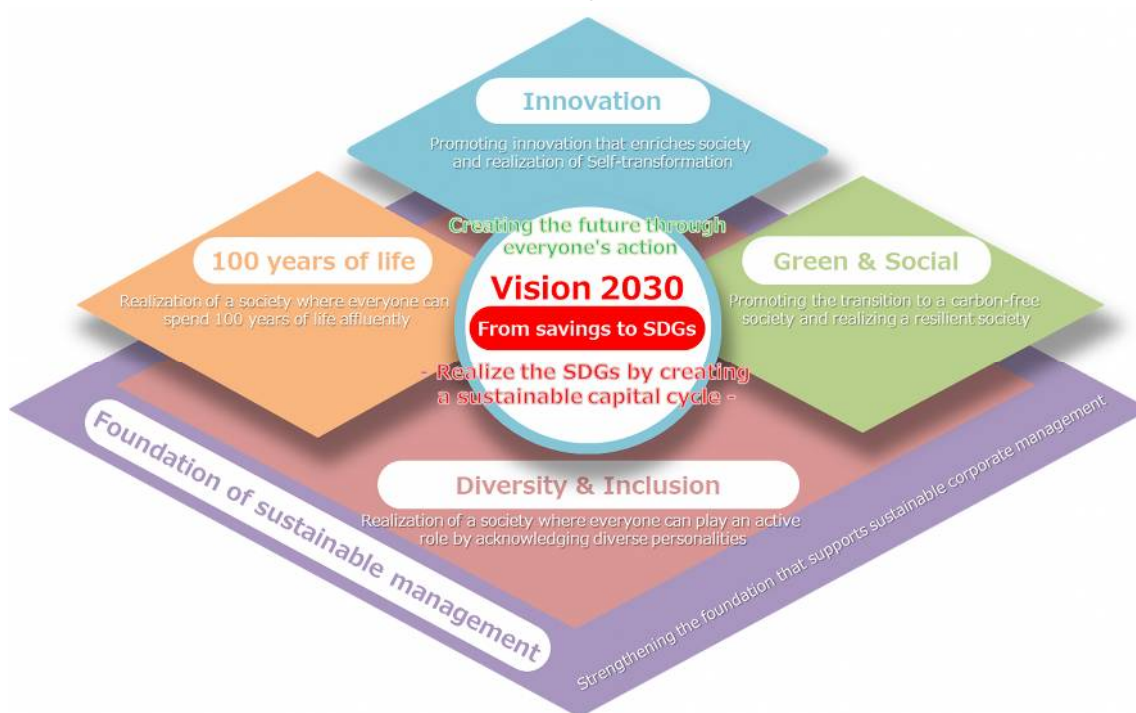 Innovation
Promoting innovation that enriches society
and realization of Self-transformation
Creating the future through
everyone's action
100 years of life
Realization of a society where everyone can
spend 100 years of life affluently
Vision 2030
From savings to SDGs
Green & Social
Promoting the transition to a carbon-free
society and realizing a resilient society
- Realize the SDGs by creating
a sustainable capital cycle -
Diversity & Inclusion
Realization of a society where everyone can play an active
role by acknowledging diverse personalities
Foundation of sustainable management
Strengthening the foundation that supports sustainable corporate management